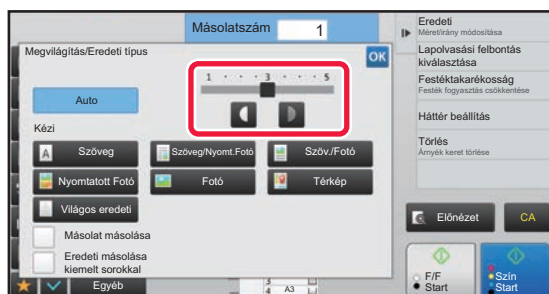 Másolatszám 1
Megvilágítás/Eredeti típus
OK
1 · · · 3 · · · 5
Auto
Kézi
A Szöveg
Szöveg/Nyomt.Fotó
Szöv./Fotó
Nyomtatott Fotó
Fotó
Térkép
Világos eredeti
Másolat másolása
Eredeti másolása
kiemelt sorokkal
Egyéb
3
4 A3
Eredeti
Méret/irány módosítása
Lapolvasási felbontás
kiválasztása
Festéktakarékosság
Festék fogyasztás csökkentése
Háttér beállítás
Törlés
Árnyék keret törlése
Előnézet
CA
F/F
Start
Szín
Start